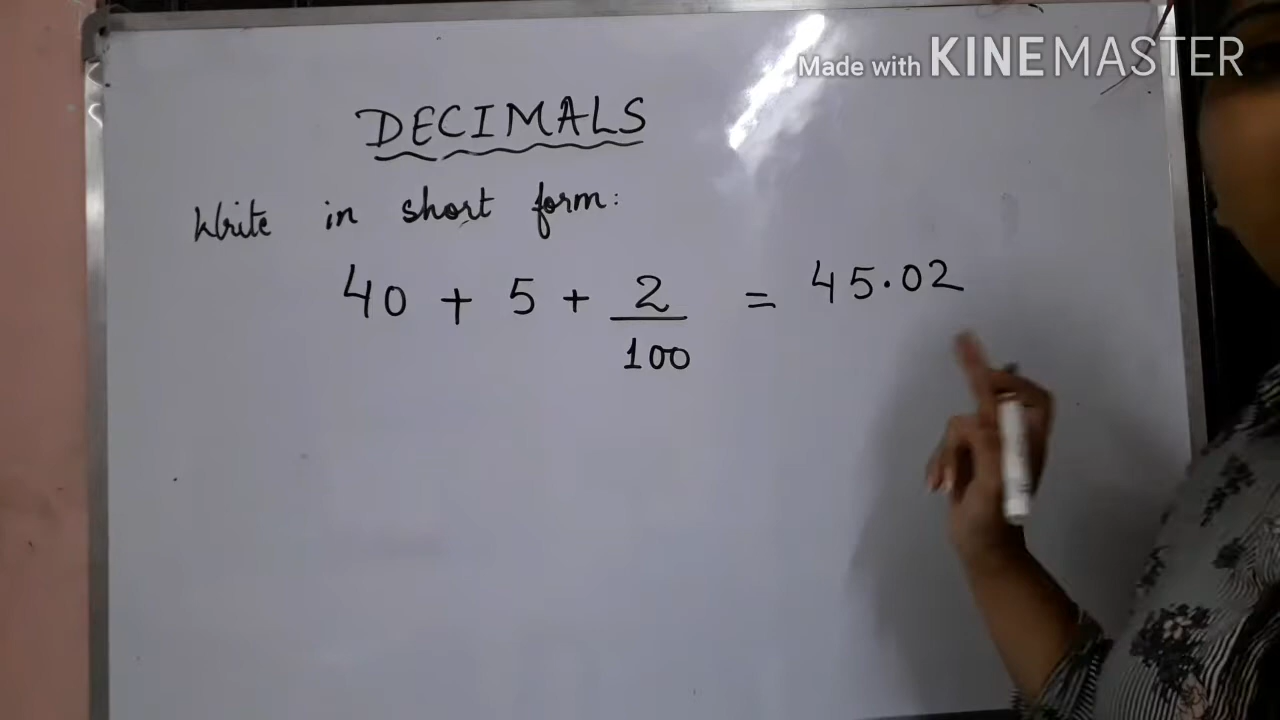 Made with KINEMASTER
DECIMALS
Write in short form:
40 + 5 + 2/100 = 45.02